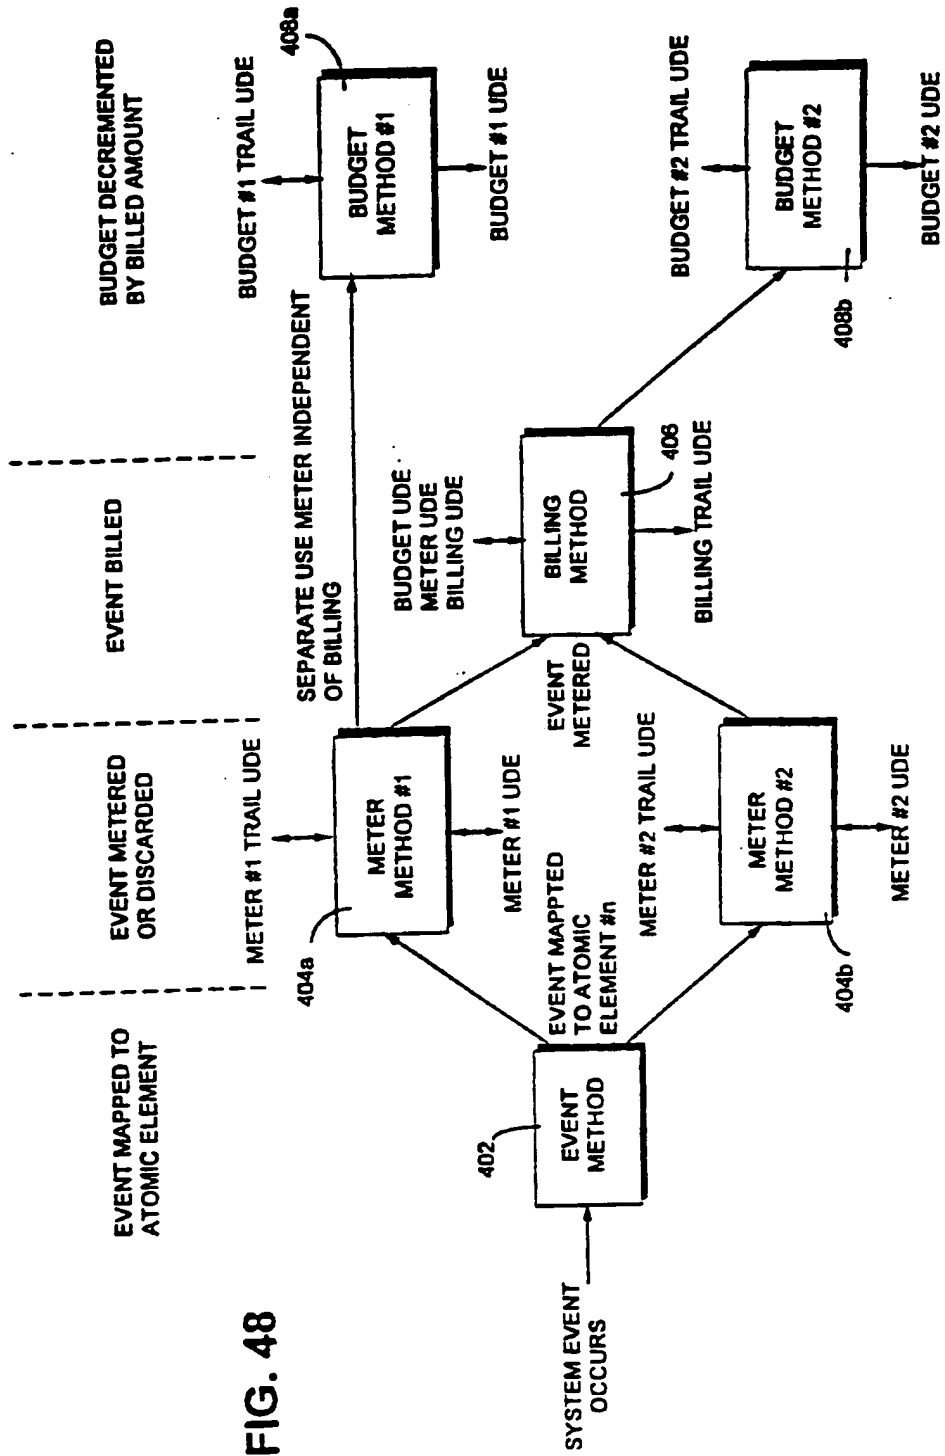 FIG. 48
EVENT MAPPED TO
ATOMIC ELEMENT
EVENT METERED
OR DISCARDED
EVENT BILLED
BUDGET DECREMENTED
BY BILLED AMOUNT
SYSTEM EVENT
OCCURS
402
EVENT
METHOD
EVENT MAPPTED
TO ATOMIC
ELEMENT #n
METER #1 TRAIL UDE
404a
METER
METHOD #1
METER #1 UDE
METER #2 TRAIL UDE
METER
METHOD #2
404b
METER #2 UDE
SEPARATE USE METER INDEPENDENT
OF BILLING
EVENT
METERED
BUDGET UDE
METER UDE
BILLING UDE
BILLING
METHOD
406
BILLING TRAIL UDE
BUDGET #1 TRAIL UDE
408a
BUDGET
METHOD #1
BUDGET #1 UDE
BUDGET #2 TRAIL UDE
BUDGET
METHOD #2
408b
BUDGET #2 UDE